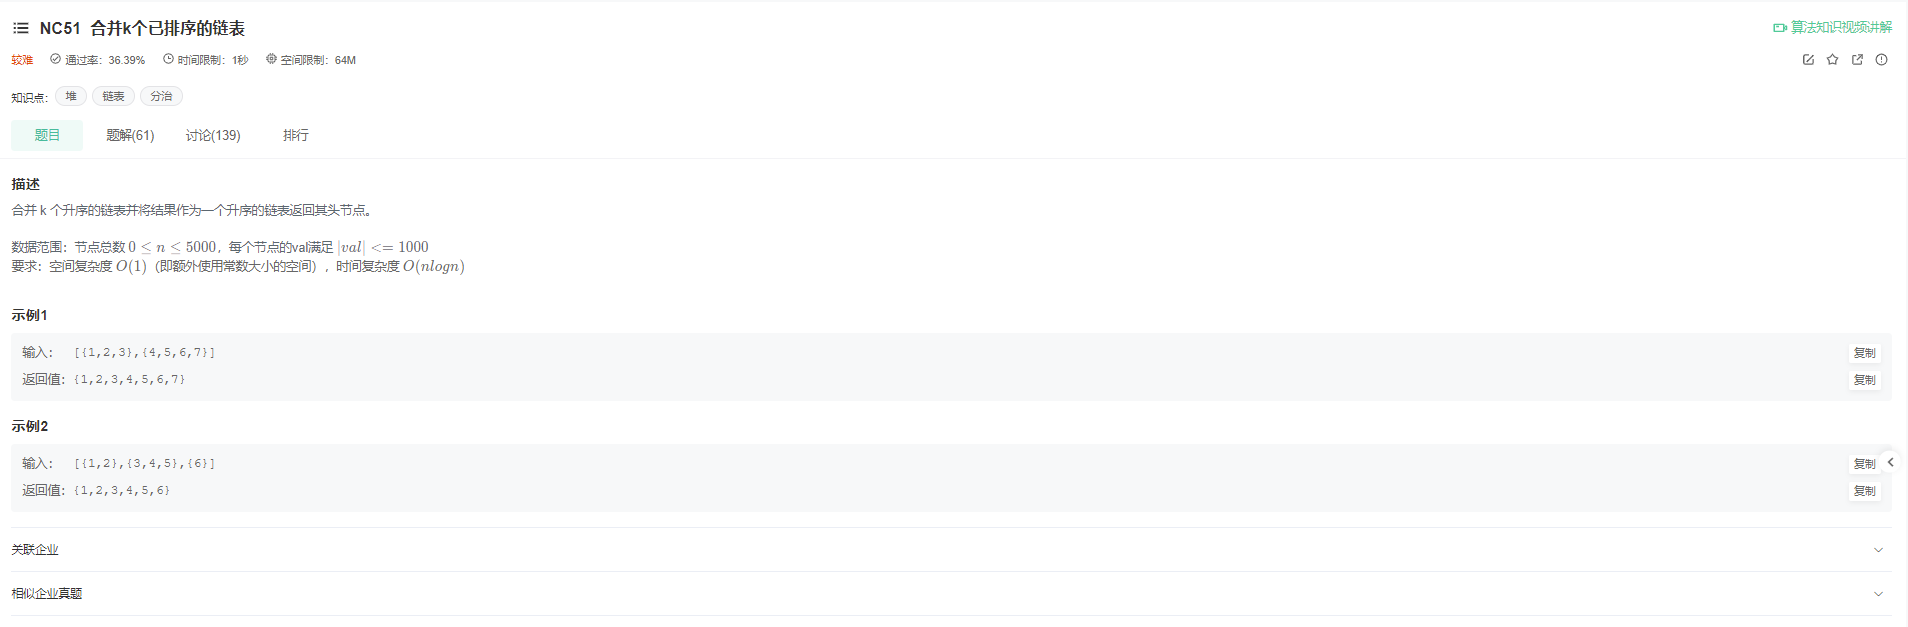 NC51 合并k个已排序的链表
算法知识视频讲解
较难 通过率：36.39% 时间限制：1秒 空间限制：64M
知识点： 堆 链表 分治
题目 题解(61) 讨论(139) 排行
描述
合并 k 个升序的链表并将结果作为一个升序的链表返回其头节点。
数据范围：节点总数 0 ≤ n ≤ 5000，每个节点的val满足 |val| <= 1000
要求：空间复杂度 O(1)（即额外使用常数大小的空间），时间复杂度 O(nlogn)
示例1
输入： [{1,2,3},{4,5,6,7}] 复制
返回值：{1,2,3,4,5,6,7} 复制
示例2
输入： [{1,2},{3,4,5},{6}] 复制
返回值：{1,2,3,4,5,6} 复制
关联企业
相似企业真题